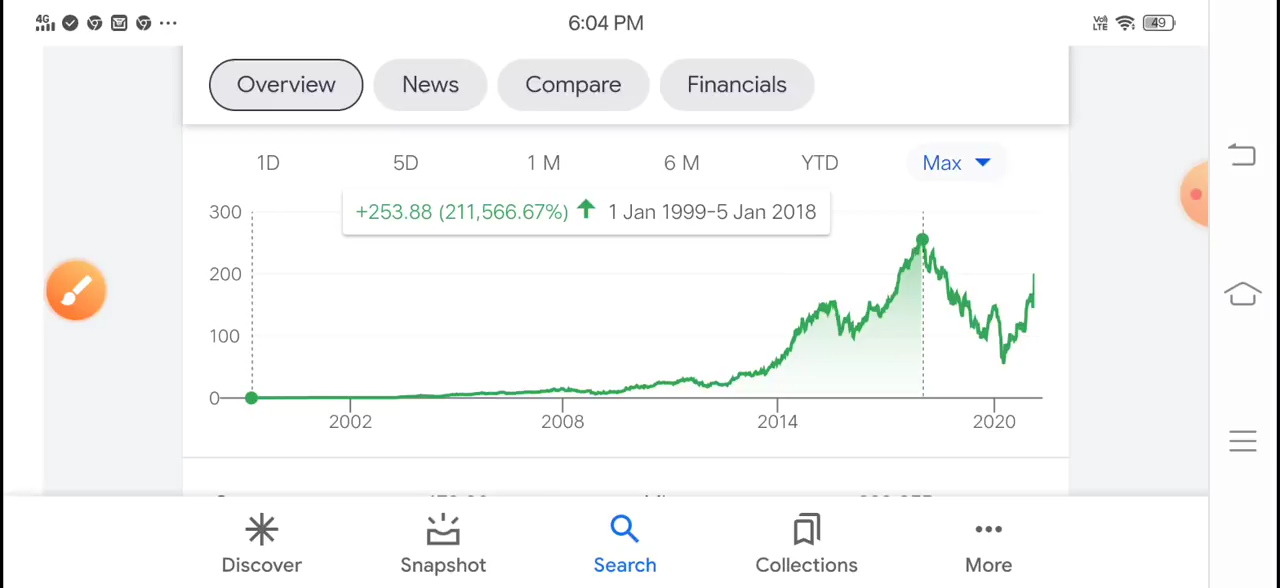 4G 6:04 PM VoLTE 49
Overview News Compare Financials
1D 5D 1 M 6 M YTD Max
+253.88 (211,566.67%) 1 Jan 1999–5 Jan 2018
300
200
100
0
2002 2008 2014 2020
Discover Snapshot Search Collections More